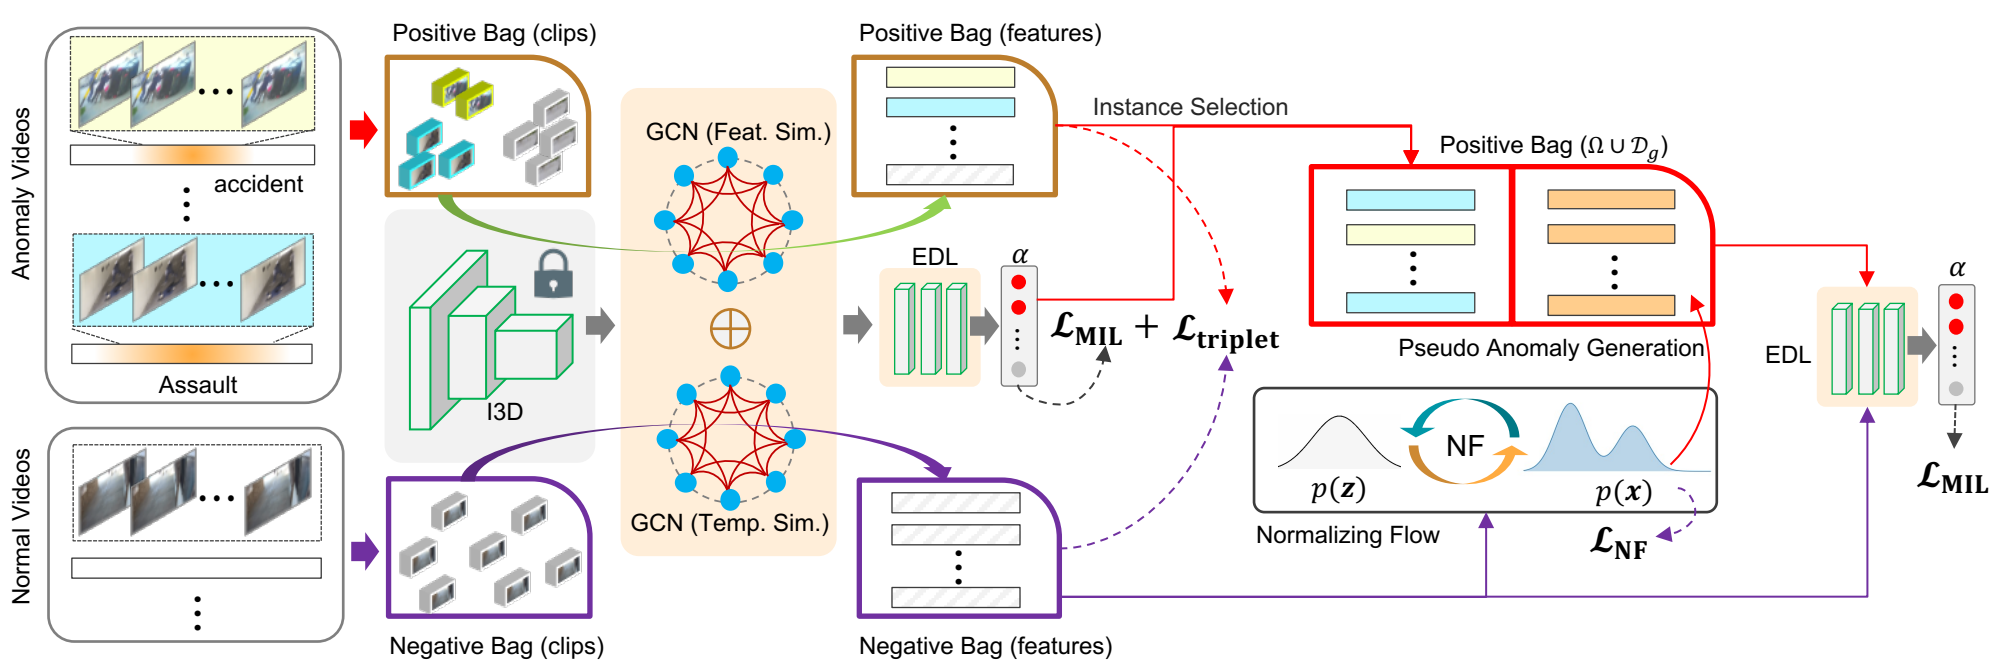 Anomaly Videos
accident
Assault
Normal Videos
Positive Bag (clips)
I3D
Negative Bag (clips)
GCN (Feat. Sim.)
GCN (Temp. Sim.)
Positive Bag (features)
EDL
α
ℒMIL + ℒtriplet
Negative Bag (features)
Instance Selection
Positive Bag (Ω ∪ 𝒟g)
Pseudo Anomaly Generation
NF
p(z)
p(x)
Normalizing Flow
ℒNF
EDL
α
ℒMIL